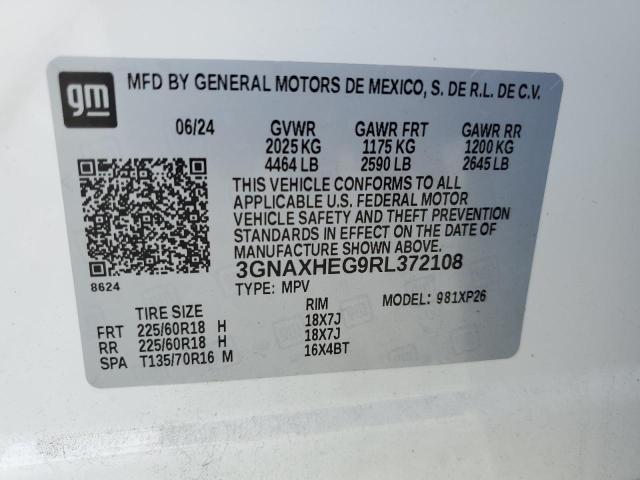 gm MFD BY GENERAL MOTORS DE MEXICO, S. DE R.L. DE C.V.
06/24 GVWR GAWR FRT GAWR RR
2025 KG 1175 KG 1200 KG
4464 LB 2590 LB 2645 LB
THIS VEHICLE CONFORMS TO ALL
APPLICABLE U.S. FEDERAL MOTOR
VEHICLE SAFETY AND THEFT PREVENTION
STANDARDS IN EFFECT ON THE DATE OF
MANUFACTURE SHOWN ABOVE.
3GNAXHEG9RL372108
8624
TYPE: MPV MODEL: 981XP26
TIRE SIZE RIM
FRT 225/60R18 H 18X7J
RR 225/60R18 H 18X7J
SPA T135/70R16 M 16X4BT